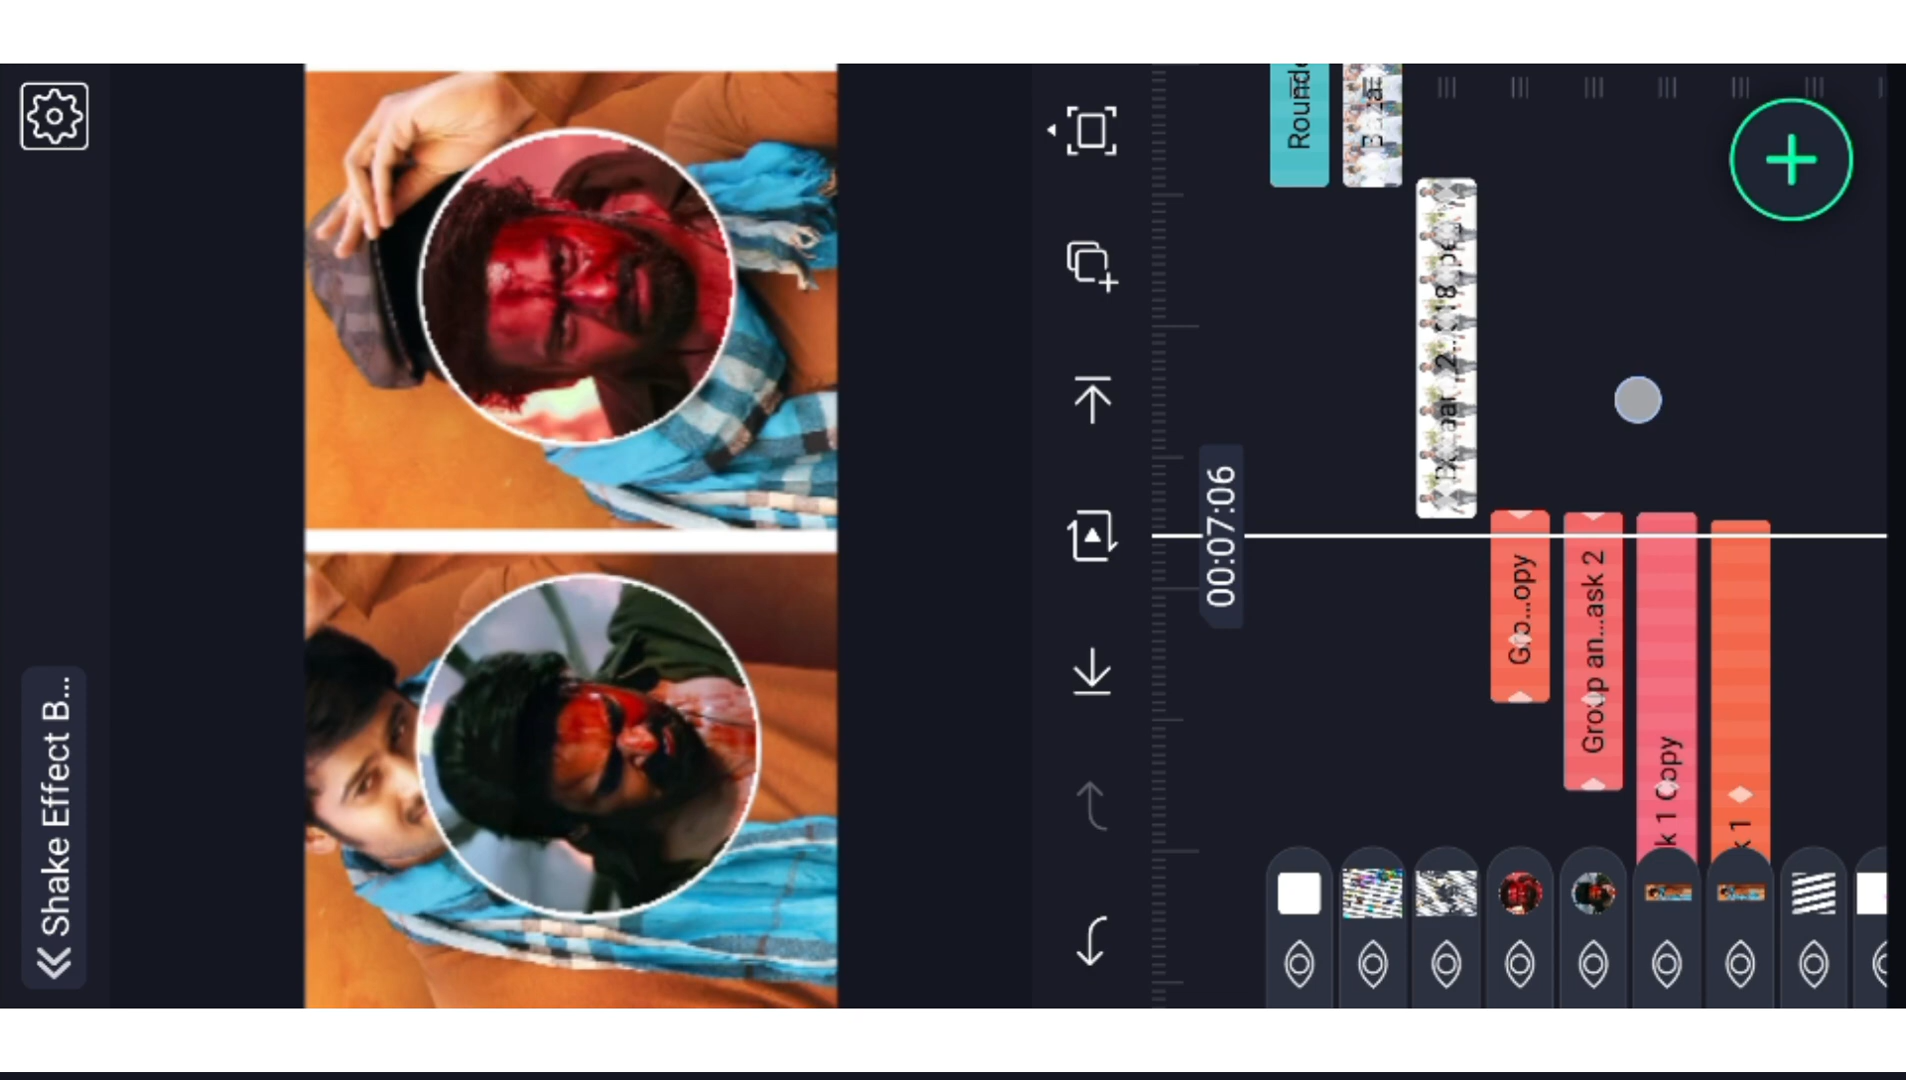 Shake Effect B...
00:07:06
Round
Gro...opy
Group an...ask 2
k 1 Copy
k 1